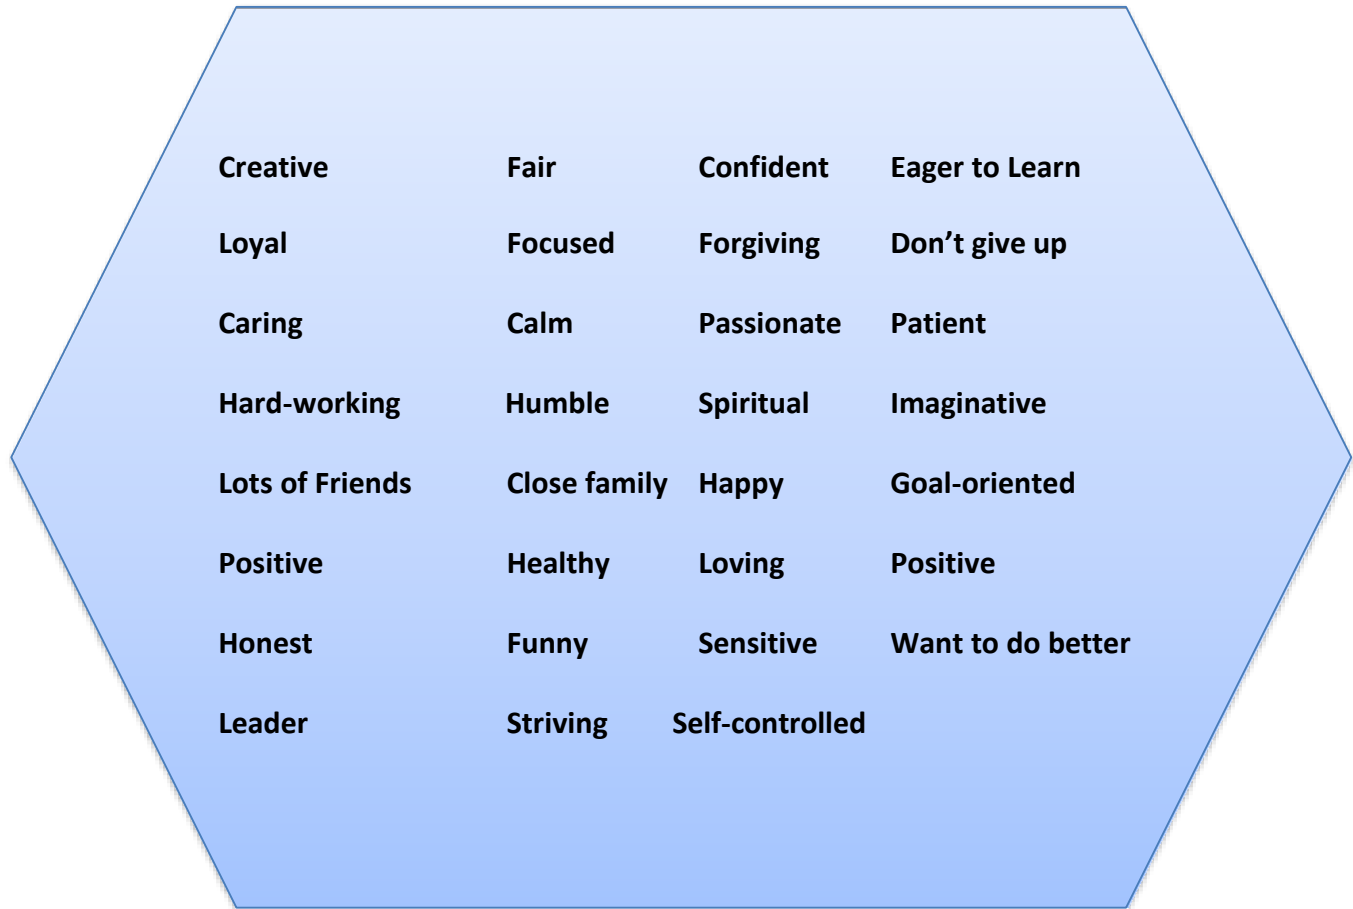 Creative Fair Confident Eager to Learn
Loyal Focused Forgiving Don’t give up
Caring Calm Passionate Patient
Hard-working Humble Spiritual Imaginative
Lots of Friends Close family Happy Goal-oriented
Positive Healthy Loving Positive
Honest Funny Sensitive Want to do better
Leader Striving Self-controlled